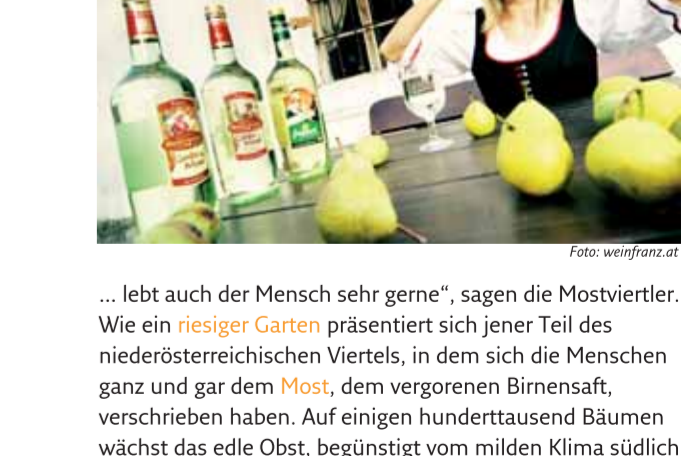 Foto: weinfranz.at
... lebt auch der Mensch sehr gerne“, sagen die Mostviertler.
Wie ein riesiger Garten präsentiert sich jener Teil des
niederösterreichischen Viertels, in dem sich die Menschen
ganz und gar dem Most, dem vergorenen Birnensaft,
verschrieben haben. Auf einigen hunderttausend Bäumen
wächst das edle Obst, begünstigt vom milden Klima südlich